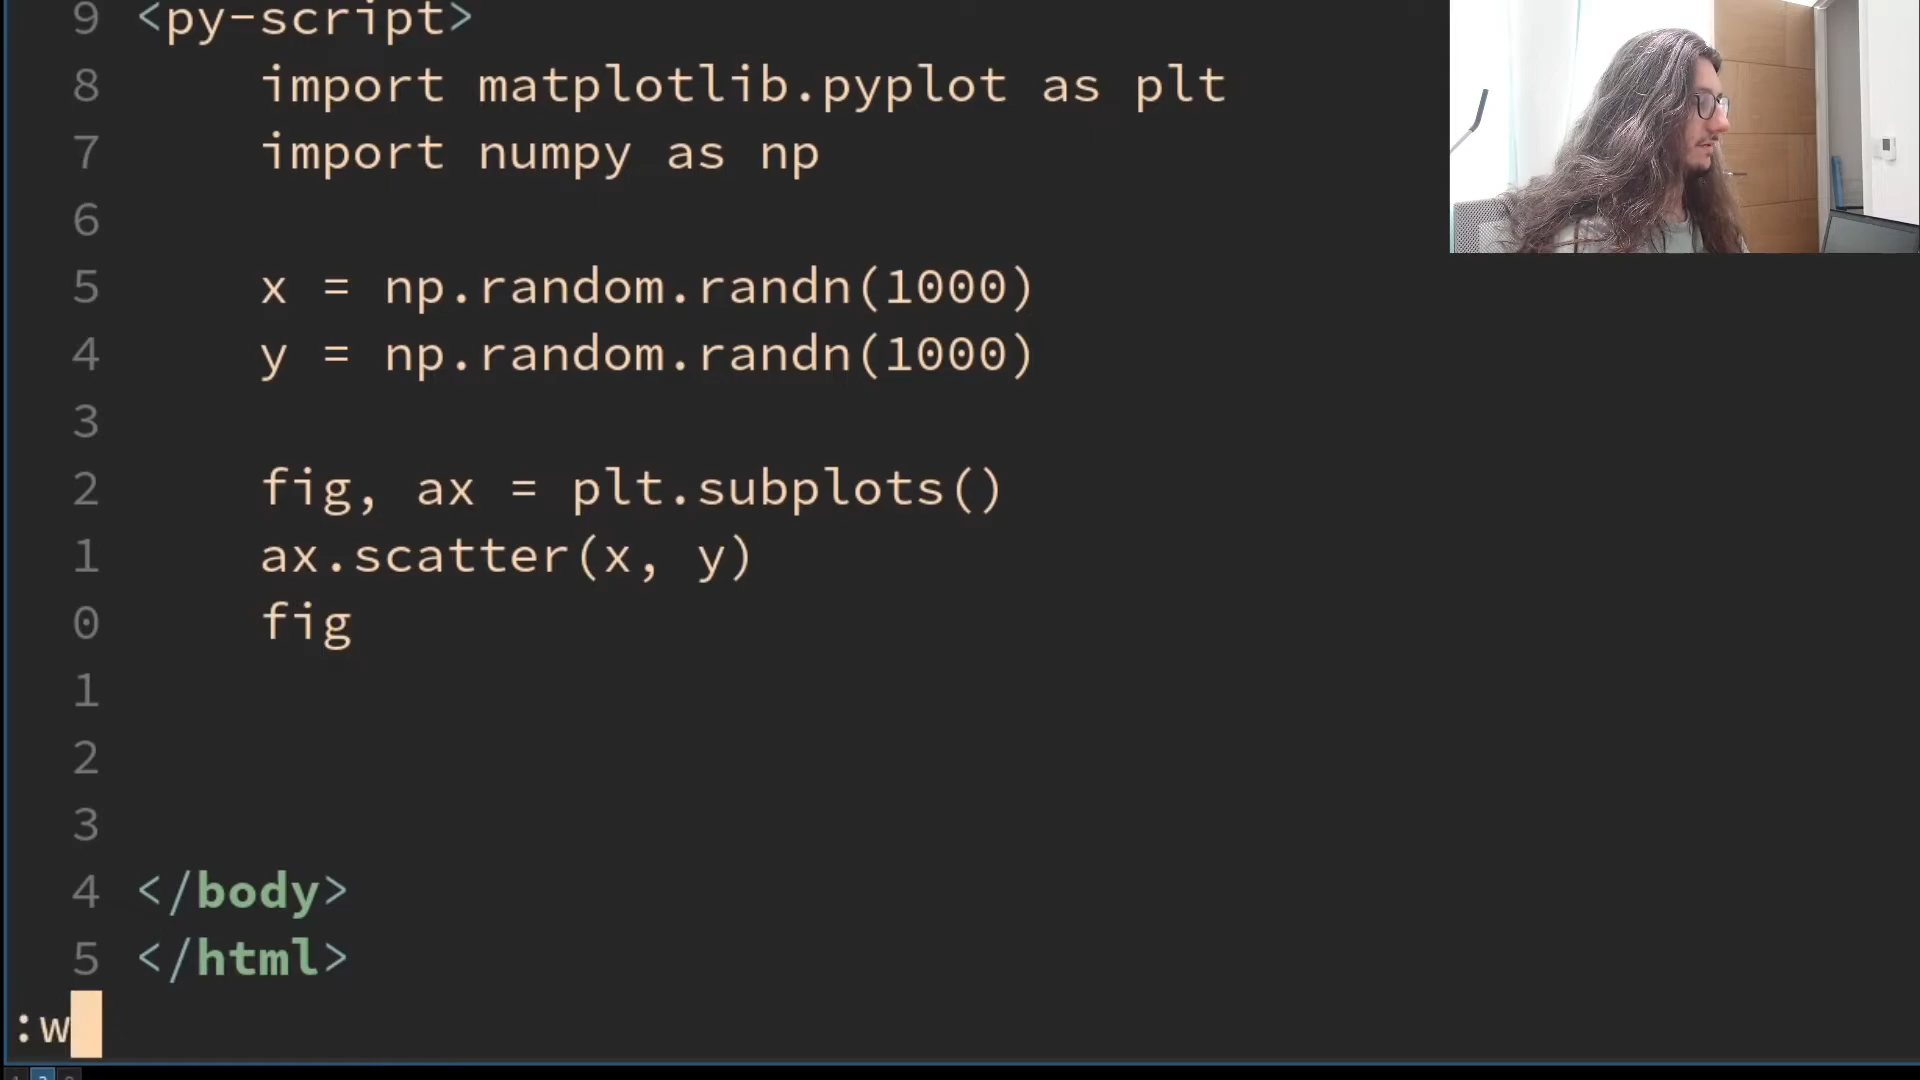 9 <py-script>
8 import matplotlib.pyplot as plt
7 import numpy as np
6
5 x = np.random.randn(1000)
4 y = np.random.randn(1000)
3
2 fig, ax = plt.subplots()
1 ax.scatter(x, y)
0 fig
1
2
3
4 </body>
5 </html>
:w